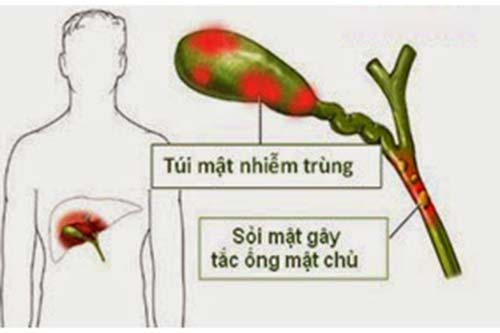 Túi mật nhiễm trùng
Sỏi mật gây
tắc ống mật chủ